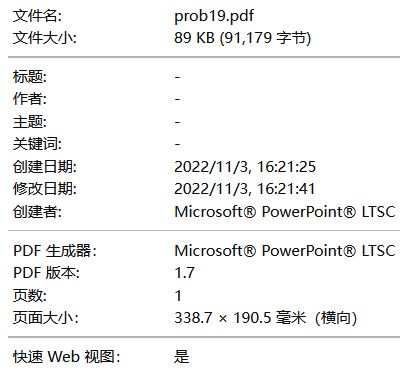 文件名: prob19.pdf
文件大小: 89 KB (91,179 字节)
标题: -
作者: -
主题: -
关键词: -
创建日期: 2022/11/3, 16:21:25
修改日期: 2022/11/3, 16:21:41
创建者: Microsoft® PowerPoint® LTSC
PDF 生成器: Microsoft® PowerPoint® LTSC
PDF 版本: 1.7
页数: 1
页面大小: 338.7 × 190.5 毫米（横向）
快速 Web 视图: 是